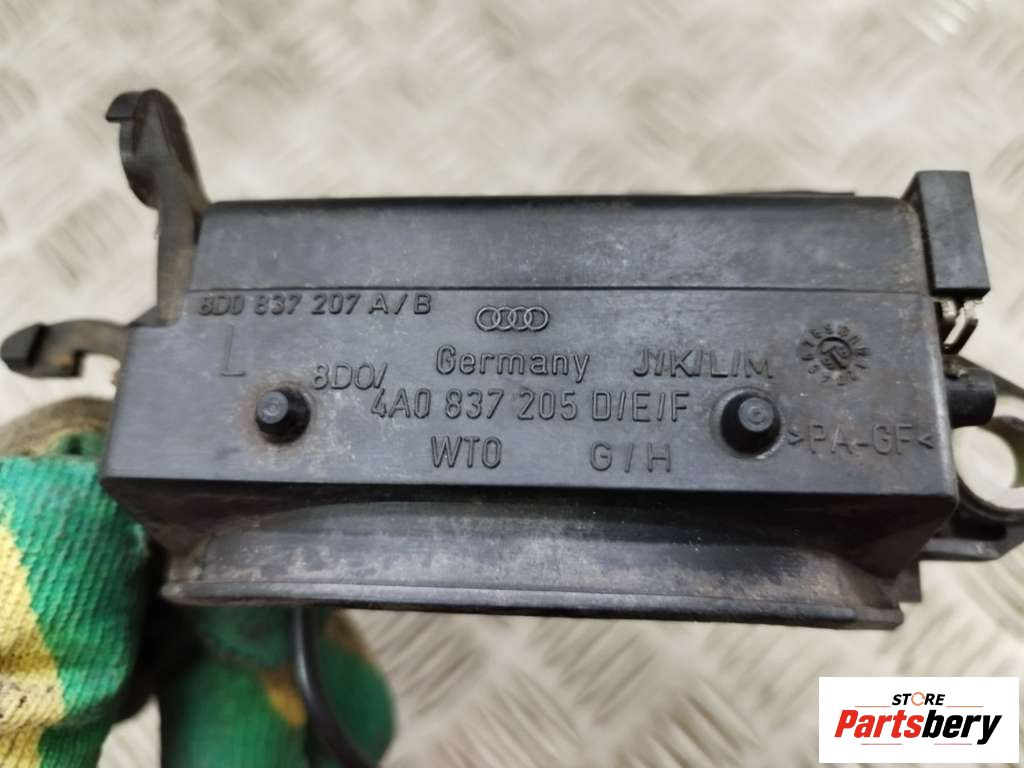 8D0 837 207 A/B
L
Germany J/K/L/M
8D0/
4A0 837 205 D/E/F
WTO G/H
>PA-GF<
STORE
Partsbery